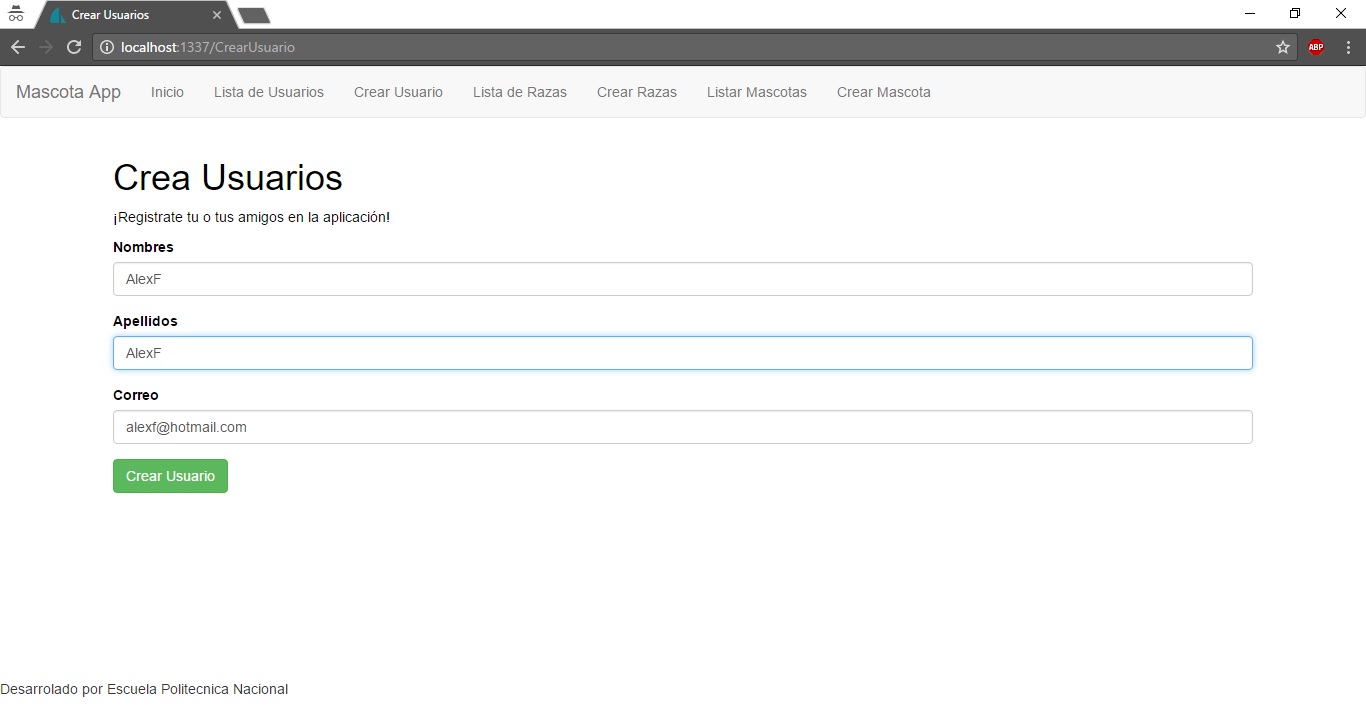 Crear Usuarios
localhost:1337/CrearUsuario
ABP
Mascota App Inicio Lista de Usuarios Crear Usuario Lista de Razas Crear Razas Listar Mascotas Crear Mascota
Crea Usuarios
¡Registrate tu o tus amigos en la aplicación!
Nombres
AlexF
Apellidos
AlexF
Correo
alexf@hotmail.com
Crear Usuario
Desarrolado por Escuela Politecnica Nacional